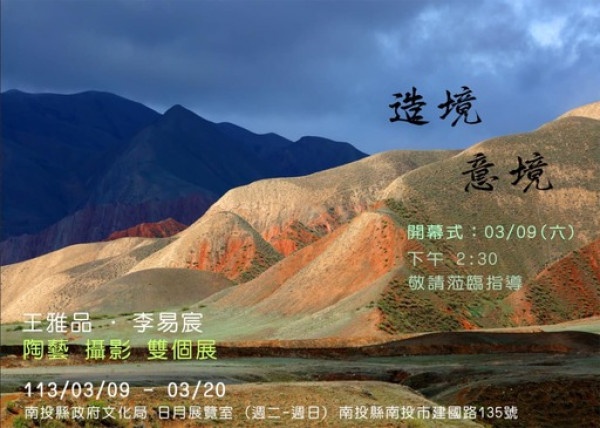 造境
意境
開幕式：03/09(六)
下午 2:30
敬請蒞臨指導
王雅品 · 李易宸
陶藝 攝影 雙個展
113/03/09 – 03/20
南投縣政府文化局 日月展覽室 (週二-週日) 南投縣南投市建國路135號